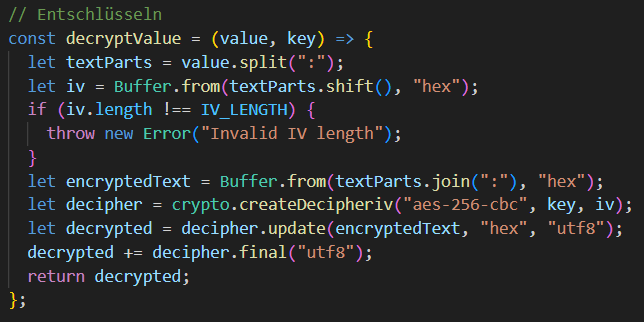 // Entschlüsseln
const decryptValue = (value, key) => {
  let textParts = value.split(":");
  let iv = Buffer.from(textParts.shift(), "hex");
  if (iv.length !== IV_LENGTH) {
    throw new Error("Invalid IV length");
  }
  let encryptedText = Buffer.from(textParts.join(":"), "hex");
  let decipher = crypto.createDecipheriv("aes-256-cbc", key, iv);
  let decrypted = decipher.update(encryptedText, "hex", "utf8");
  decrypted += decipher.final("utf8");
  return decrypted;
};